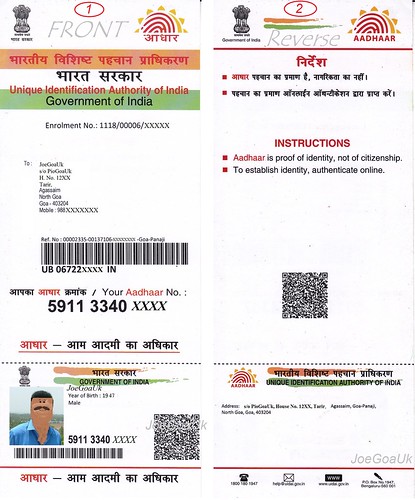 1
FRONT
भारत सरकार
आधार
भारतीय विशिष्ट पहचान प्राधिकरण
भारत सरकार
Unique Identification Authority of India
Government of India
Enrolment No.: 1118/00006/XXXXX
To :
JoeGoaUk
s/o PioGoaUk
H. No. 12XX
Tarir,
Agassaim
North Goa
Goa - 403204
Mobile : 988XXXXXXX
Ref. No : 00002335-00137106XXXXXXXX -Goa-Panaji
UB 06722XXXX IN
आपका आधार क्रमांक / Your Aadhaar No. :
5911 3340 XXXX
आधार — आम आदमी का अधिकार
भारत सरकार
GOVERNMENT OF INDIA
JoeGoaUk
Year of Birth : 1947
Male
5911 3340 XXXX
JoeGoaUk
आधार — आम आदमी का अधिकार
2
Reverse
Government of India
AADHAAR
निर्देश
आधार पहचान का प्रमाण है, नागरिकता का नहीं।
पहचान का प्रमाण ऑनलाईन ऑथन्टीकेशन द्वारा प्राप्त करें।
INSTRUCTIONS
Aadhaar is proof of identity, not of citizenship.
To establish identity, authenticate online.
AADHAAR
भारतीय विशिष्ट पहचान प्राधिकरण
UNIQUE IDENTIFICATION AUTHORITY OF INDIA
Address: s/o PioGoaUk, House No. 12XX, Tarir, Agassaim, Goa-Panaji,
North Goa, Goa, 403204
JoeGoaUk
1800 180 1947
help@uidai.gov.in
www
www.uidai.gov.in
P.O. Box No.1947,
Bengaluru-560 001